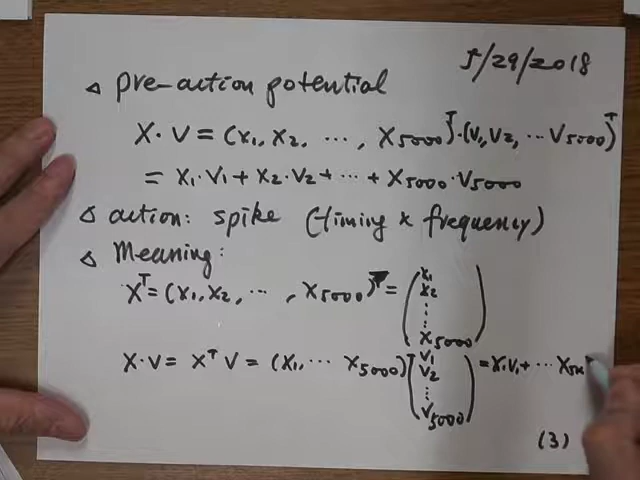 5/29/2018
△ pre-action potential
X · V = (x₁, x₂, ..., x₅₀₀₀)ᵀ · (v₁, v₂, ... v₅₀₀₀)ᵀ
= x₁·v₁ + x₂·v₂ + ... + x₅₀₀₀·v₅₀₀₀
△ action: spike (timing x frequency)
△ Meaning:
Xᵀ = (x₁, x₂, ..., x₅₀₀₀) = (x₁ x₂ ⋮ x₅₀₀₀)
X · V = Xᵀ V = (x₁, ... x₅₀₀₀) (v₁ v₂ ⋮ v₅₀₀₀) = x₁v₁ + ...
(3)